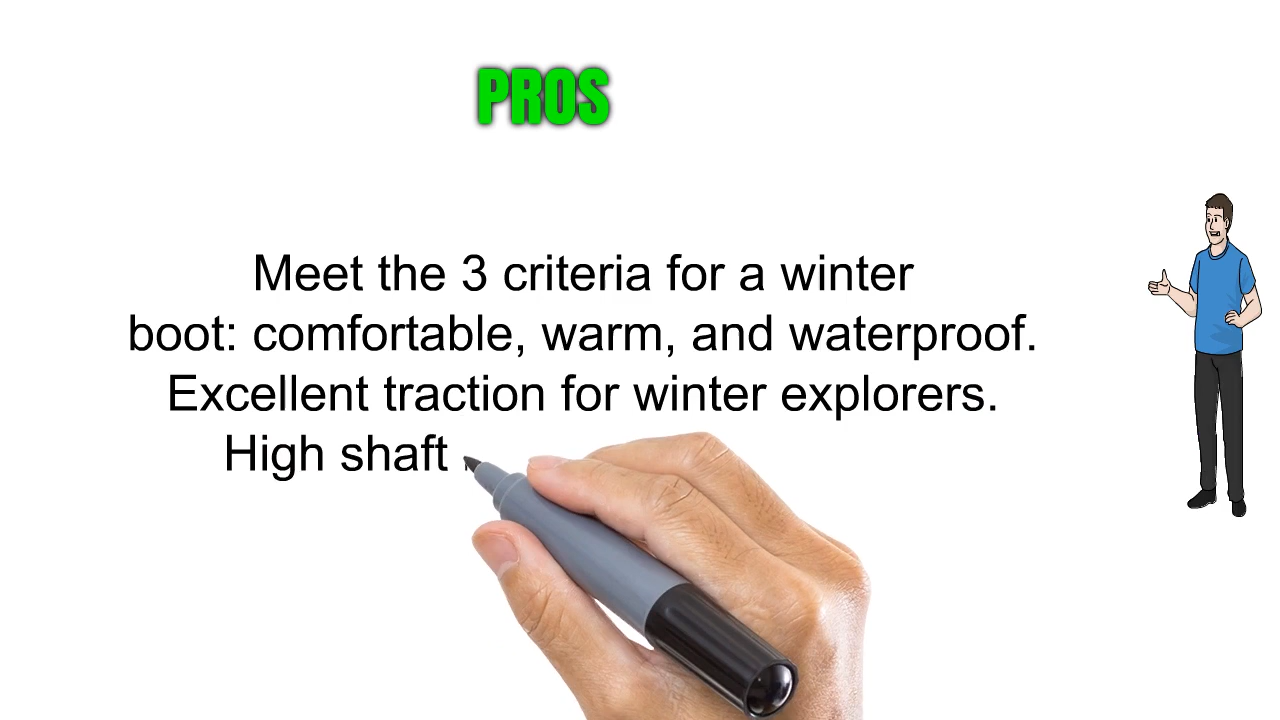 PROS
Meet the 3 criteria for a winter
boot: comfortable, warm, and waterproof.
Excellent traction for winter explorers.
High shaft